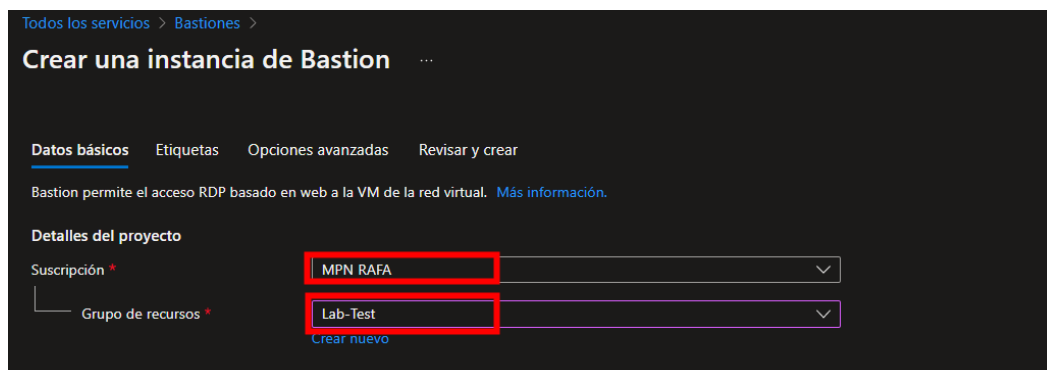 Todos los servicios > Bastiones >
Crear una instancia de Bastion ...
Datos básicos Etiquetas Opciones avanzadas Revisar y crear
Bastion permite el acceso RDP basado en web a la VM de la red virtual. Más información.
Detalles del proyecto
Suscripción * MPN RAFA
Grupo de recursos * Lab-Test
Crear nuevo